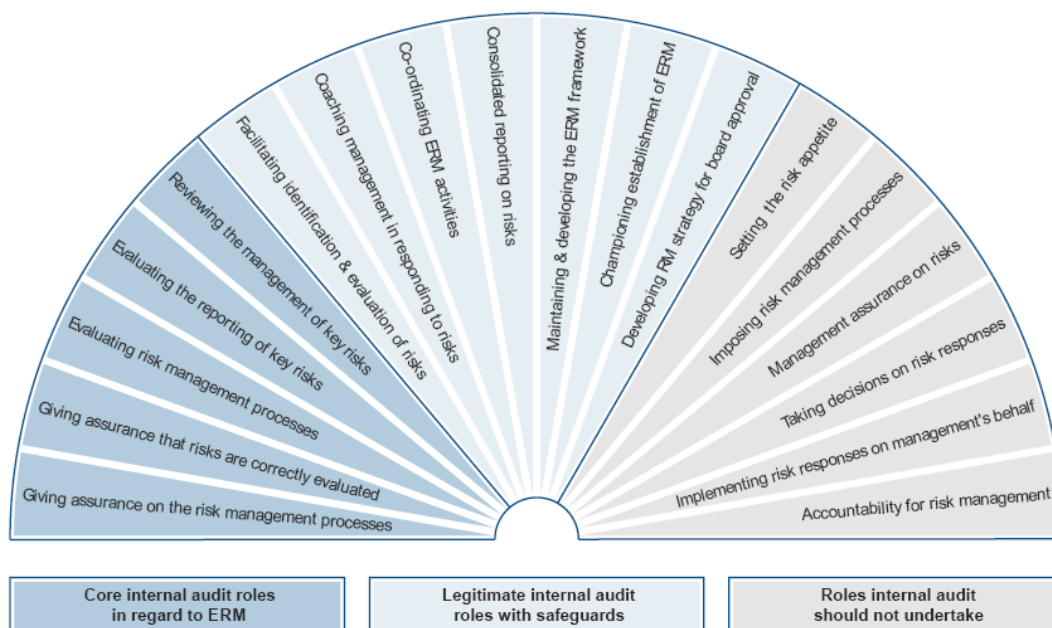 Giving assurance on the risk management processes
Giving assurance that risks are correctly evaluated
Evaluating risk management processes
Evaluating the reporting of key risks
Reviewing the management of key risks
Facilitating identification & evaluation of risks
Coaching management in responding to risks
Co-ordinating ERM activities
Consolidated reporting on risks
Maintaining & developing the ERM framework
Championing establishment of ERM
Developing RM strategy for board approval
Setting the risk appetite
Imposing risk management processes
Management assurance on risks
Taking decisions on risk responses
Implementing risk responses on management's behalf
Accountability for risk management
Core internal audit roles
in regard to ERM
Legitimate internal audit
roles with safeguards
Roles internal audit
should not undertake